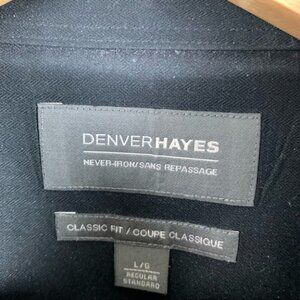 DENVERHAYES
NEVER-IRON/SANS REPASSAGE
CLASSIC FIT / COUPE CLASSIQUE
L/G
REGULAR
STANDARD